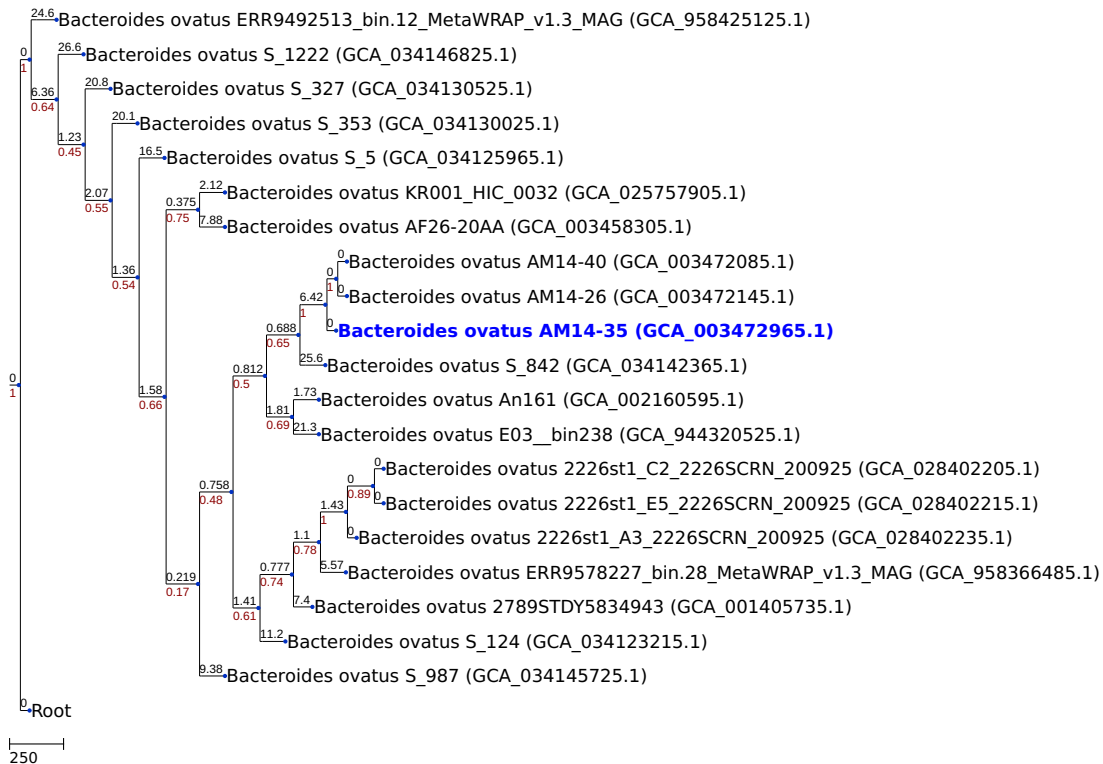 24.6 Bacteroides ovatus ERR9492513_bin.12_MetaWRAP_v1.3_MAG (GCA_958425125.1)
0
26.6 Bacteroides ovatus S_1222 (GCA_034146825.1)
1
20.8 Bacteroides ovatus S_327 (GCA_034130525.1)
6.36
0.64
20.1 Bacteroides ovatus S_353 (GCA_034130025.1)
1.23
0.45
16.5 Bacteroides ovatus S_5 (GCA_034125965.1)
2.12 Bacteroides ovatus KR001_HIC_0032 (GCA_025757905.1)
2.07
0.55
0.375
0.75
7.88 Bacteroides ovatus AF26-20AA (GCA_003458305.1)
0 Bacteroides ovatus AM14-40 (GCA_003472085.1)
1.36
0.54
0
1
0 Bacteroides ovatus AM14-26 (GCA_003472145.1)
6.42
1
0 Bacteroides ovatus AM14-35 (GCA_003472965.1)
0.688
0.65
25.6 Bacteroides ovatus S_842 (GCA_034142365.1)
0.812
0.5
0
1
1.73 Bacteroides ovatus An161 (GCA_002160595.1)
1.58
0.66
1.81
0.69
21.3 Bacteroides ovatus E03__bin238 (GCA_944320525.1)
0 Bacteroides ovatus 2226st1_C2_2226SCRN_200925 (GCA_028402205.1)
0
0.89
0.758
0.48
0 Bacteroides ovatus 2226st1_E5_2226SCRN_200925 (GCA_028402215.1)
1.43
1
0 Bacteroides ovatus 2226st1_A3_2226SCRN_200925 (GCA_028402235.1)
1.1
0.78
5.57 Bacteroides ovatus ERR9578227_bin.28_MetaWRAP_v1.3_MAG (GCA_958366485.1)
0.777
0.74
0.219
0.17
7.4 Bacteroides ovatus 2789STDY5834943 (GCA_001405735.1)
1.41
0.61
11.2 Bacteroides ovatus S_124 (GCA_034123215.1)
9.38 Bacteroides ovatus S_987 (GCA_034145725.1)
0 Root
250